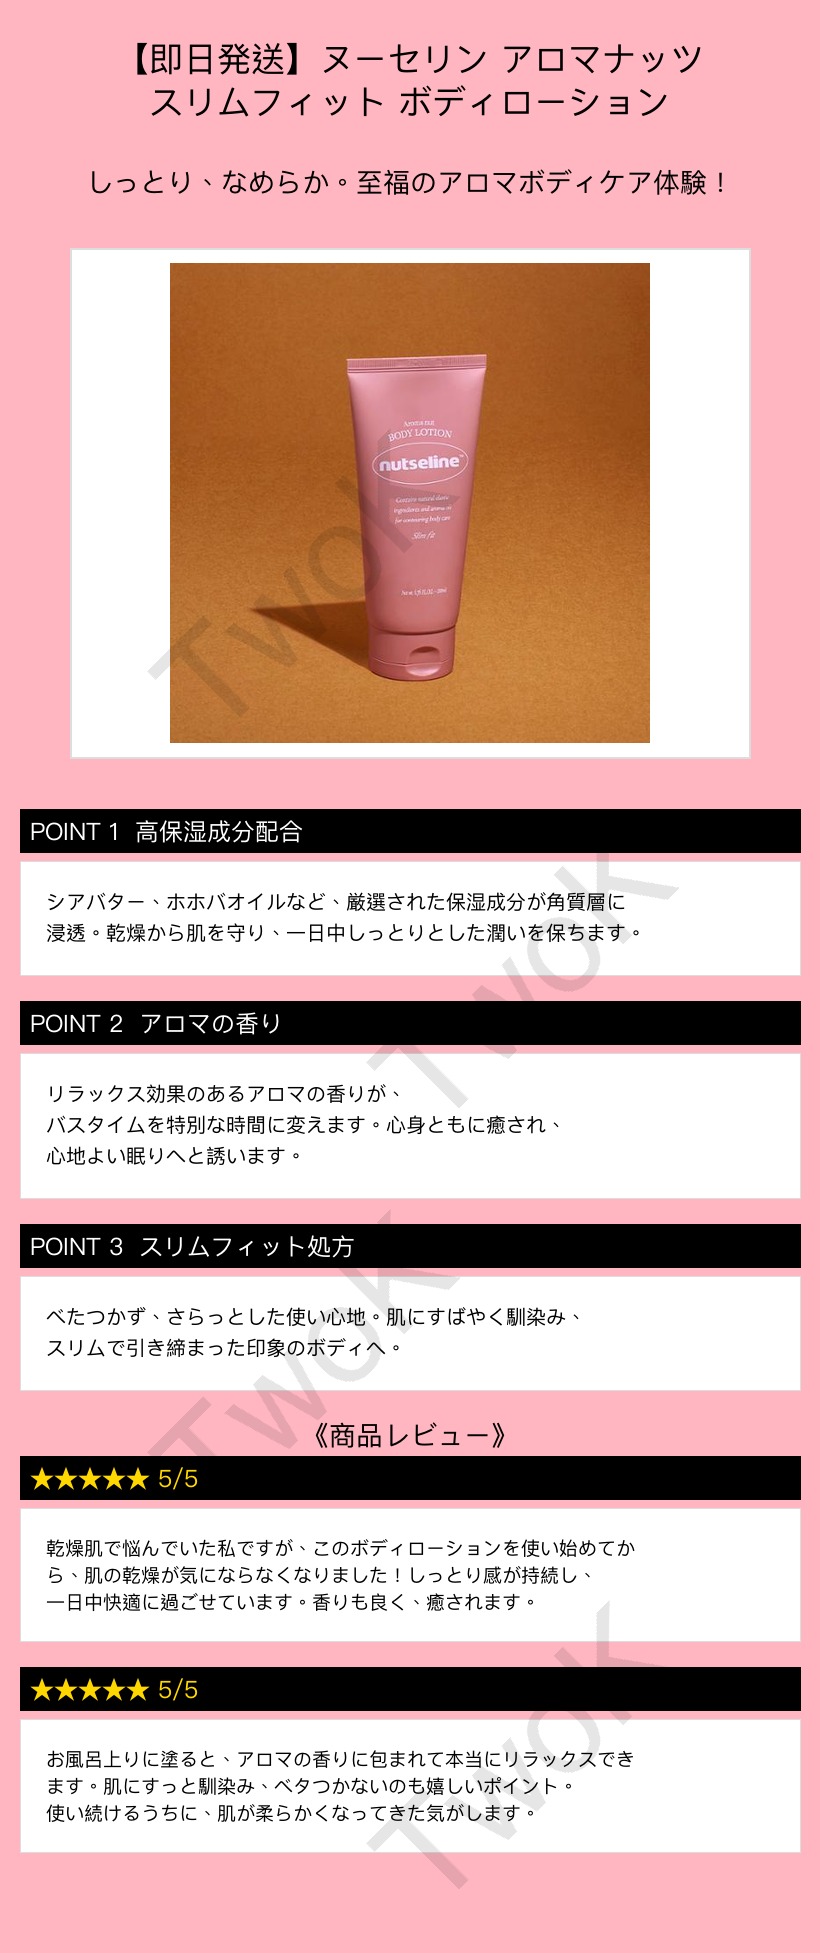 【即日発送】ヌーセリン アロマナッツ
スリムフィット ボディローション
しっとり、なめらか。至福のアロマボディケア体験！
Aroma nut
BODY LOTION
nutseline™
Contains natural elastic
ingredients and aroma oil
for contouring body care
Slim fit
TwoK
POINT 1 高保湿成分配合
シアバター、ホホバオイルなど、厳選された保湿成分が角質層に
浸透。乾燥から肌を守り、一日中しっとりとした潤いを保ちます。
TwoK
POINT 2 アロマの香り
リラックス効果のあるアロマの香りが、
バスタイムを特別な時間に変えます。心身ともに癒され、
心地よい眠りへと誘います。
POINT 3 スリムフィット処方
べたつかず、さらっとした使い心地。肌にすばやく馴染み、
スリムで引き締まった印象のボディへ。
TwoK
《商品レビュー》
★★★★★ 5/5
乾燥肌で悩んでいた私ですが、このボディローションを使い始めてか
ら、肌の乾燥が気にならなくなりました！しっとり感が持続し、
一日中快適に過ごせています。香りも良く、癒されます。
★★★★★ 5/5
お風呂上りに塗ると、アロマの香りに包まれて本当にリラックスでき
ます。肌にすっと馴染み、ベタつかないのも嬉しいポイント。
使い続けるうちに、肌が柔らかくなってきた気がします。
TwoK